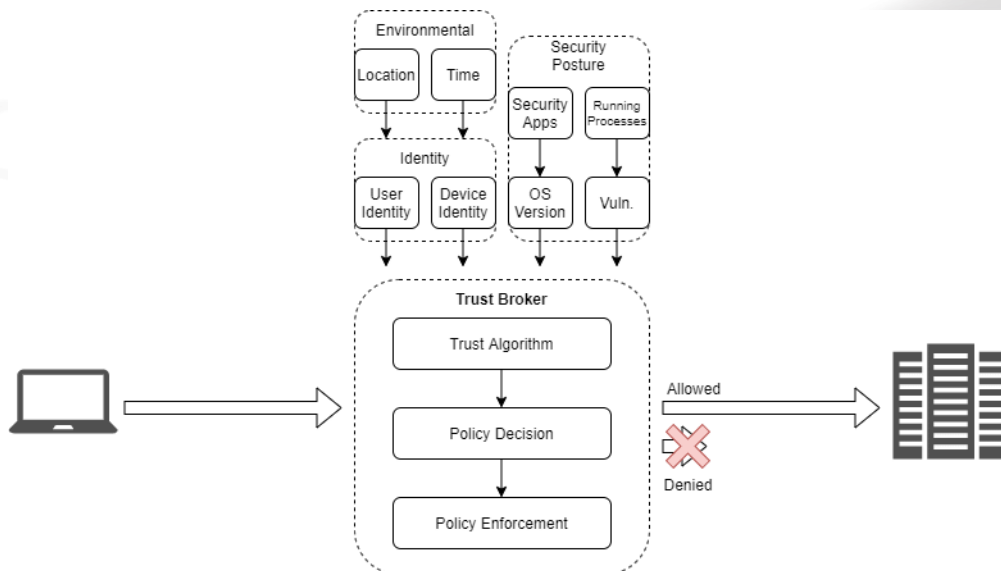 Environmental
Location
Time
Security
Posture
Security
Apps
Running
Processes
Identity
User
Identity
Device
Identity
OS
Version
Vuln.
Trust Broker
Trust Algorithm
Policy Decision
Policy Enforcement
Allowed
Denied